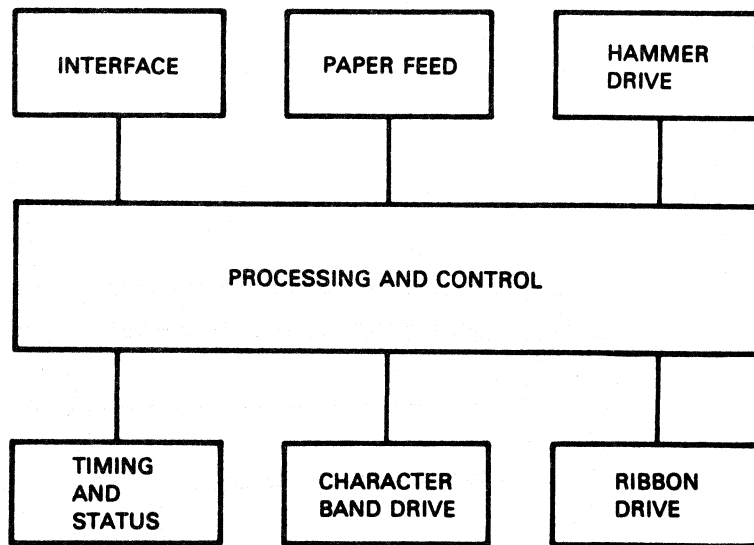 INTERFACE
PAPER FEED
HAMMER
DRIVE
PROCESSING AND CONTROL
TIMING
AND
STATUS
CHARACTER
BAND DRIVE
RIBBON
DRIVE